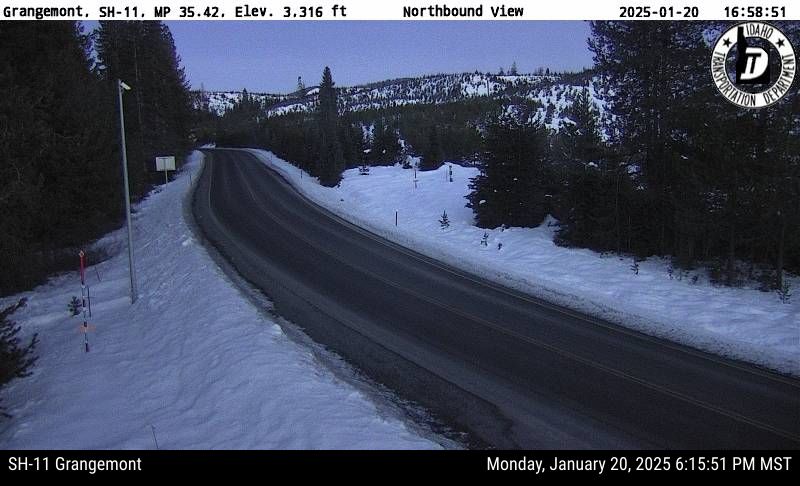 Grangemont, SH-11, MP 35.42, Elev. 3,316 ft Northbound View 2025-01-20 16:58:51
IDAHO
TRANSPORTATION DEPARTMENT
SH-11 Grangemont Monday, January 20, 2025 6:15:51 PM MST